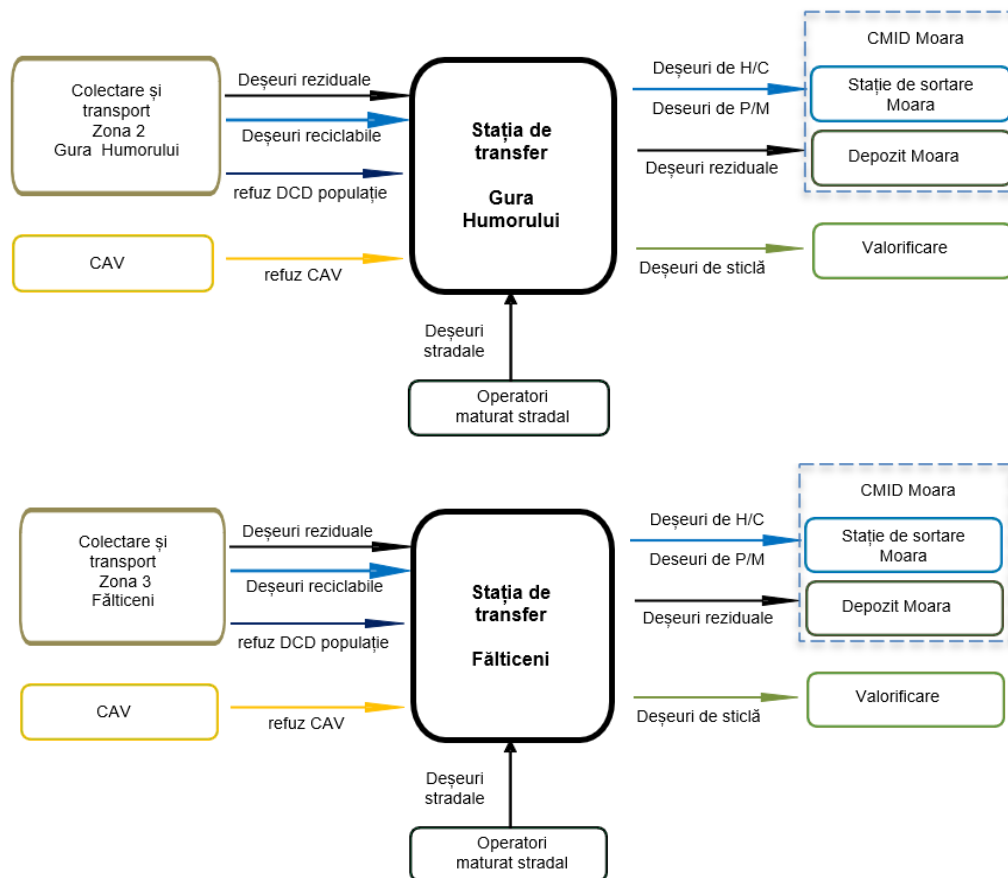 Colectare și
transport
Zona 2
Gura Humorului
CAV
Deșeuri reziduale
Deșeuri reciclabile
refuz DCD populație
refuz CAV
Stația de
transfer
Gura
Humorului
Deșeuri
stradale
Operatori
maturat stradal
Deșeuri de H/C
Deseuri de P/M
Deșeuri reziduale
Deșeuri de sticlă
CMID Moara
Stație de sortare
Moara
Depozit Moara
Valorificare
Colectare și
transport
Zona 3
Fălticeni
CAV
Deșeuri reziduale
Deșeuri reciclabile
refuz DCD populație
refuz CAV
Stația de
transfer
Fălticeni
Deșeuri
stradale
Operatori
maturat stradal
Deșeuri de H/C
Deseuri de P/M
Deșeuri reziduale
Deșeuri de sticlă
CMID Moara
Stație de sortare
Moara
Depozit Moara
Valorificare